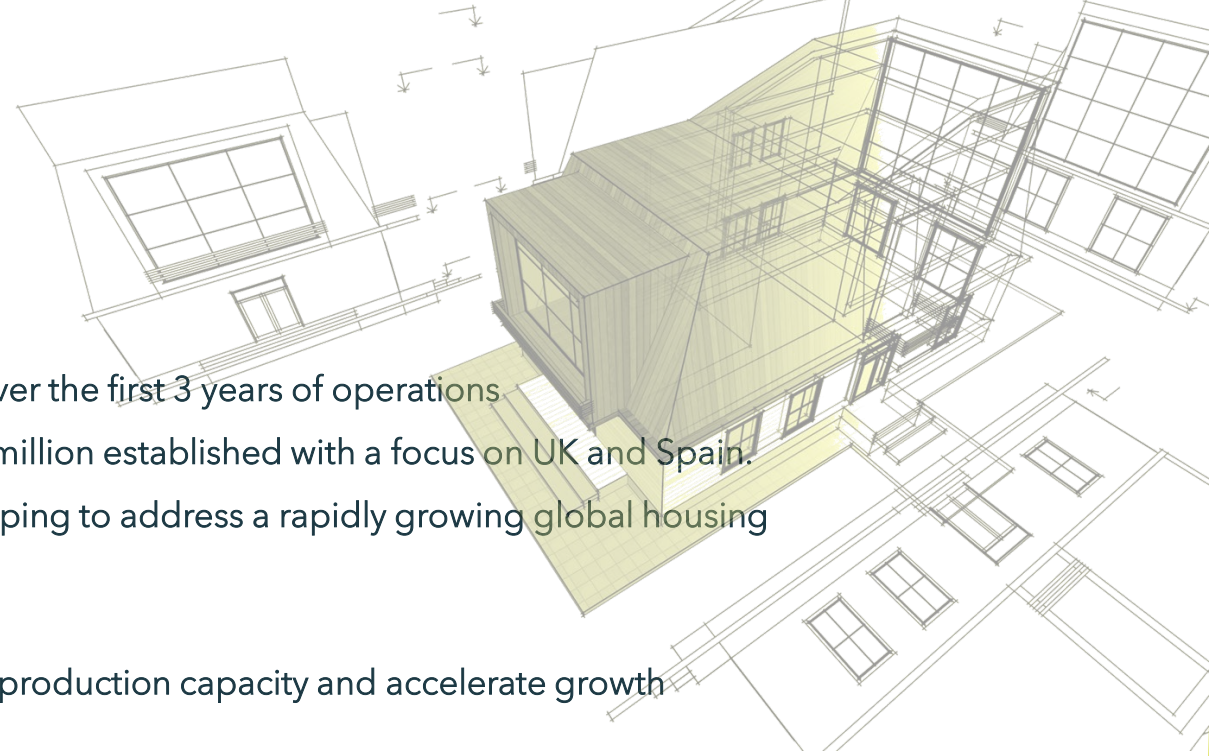 ver the first 3 years of operations
million established with a focus on UK and Spain.
ping to address a rapidly growing global housing
production capacity and accelerate growth